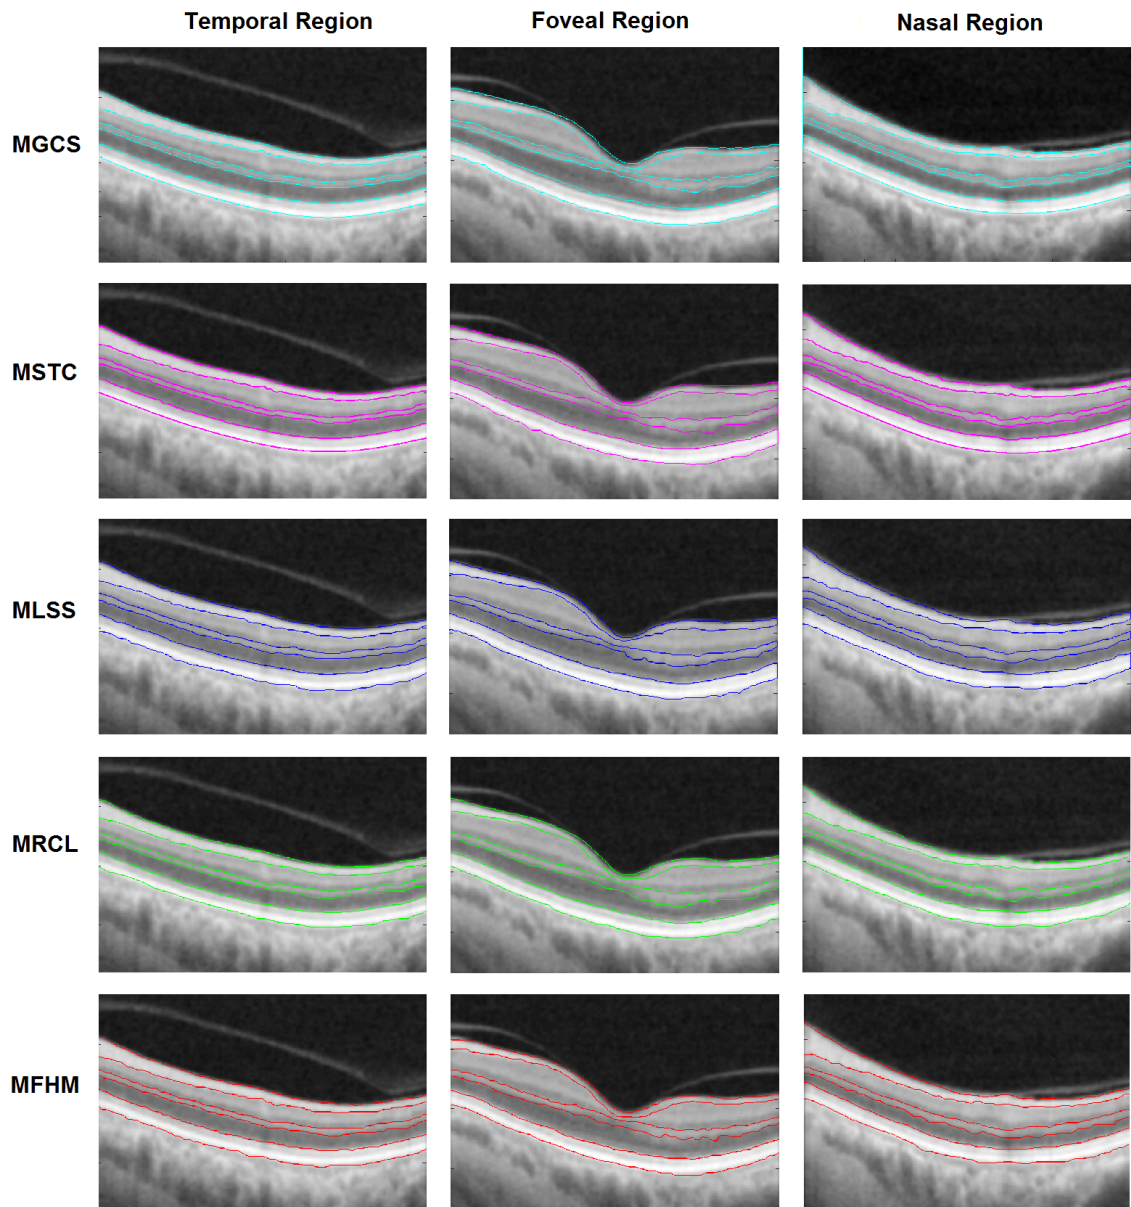 Temporal Region Foveal Region Nasal Region
MGCS
MSTC
MLSS
MRCL
MFHM